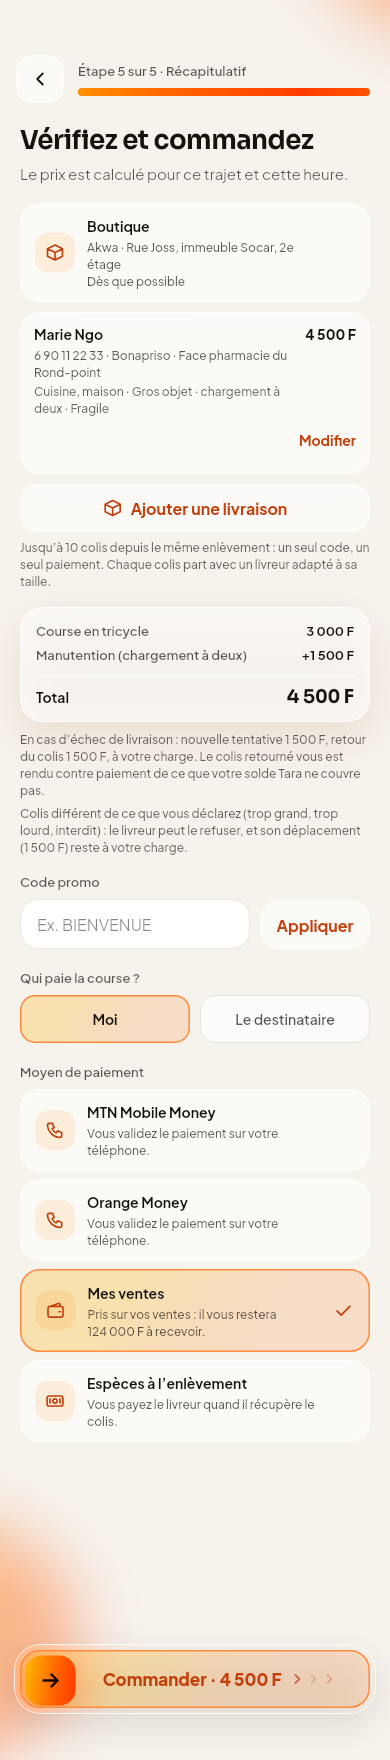 Étape 5 sur 5 · Récapitulatif
Vérifiez et commandez
Le prix est calculé pour ce trajet et cette heure.
Boutique
Akwa · Rue Joss, immeuble Socar, 2e
étage
Dès que possible
Marie Ngo
4 500 F
6 90 11 22 33 · Bonapriso · Face pharmacie du
Rond-point
Cuisine, maison · Gros objet · chargement à
deux · Fragile
Modifier
Ajouter une livraison
Jusqu’à 10 colis depuis le même enlèvement : un seul code, un
seul paiement. Chaque colis part avec un livreur adapté à sa
taille.
Course en tricycle
3 000 F
Manutention (chargement à deux)
+1 500 F
Total
4 500 F
En cas d’échec de livraison : nouvelle tentative 1 500 F, retour
du colis 1 500 F, à votre charge. Le colis retourné vous est
rendu contre paiement de ce que votre solde Tara ne couvre
pas.
Colis différent de ce que vous déclarez (trop grand, trop
lourd, interdit) : le livreur peut le refuser, et son déplacement
(1 500 F) reste à votre charge.
Code promo
Ex. BIENVENUE
Appliquer
Qui paie la course ?
Moi
Le destinataire
Moyen de paiement
MTN Mobile Money
Vous validez le paiement sur votre
téléphone.
Orange Money
Vous validez le paiement sur votre
téléphone.
Mes ventes
Pris sur vos ventes : il vous restera
124 000 F à recevoir.
Espèces à l’enlèvement
Vous payez le livreur quand il récupère le
colis.
Commander · 4 500 F